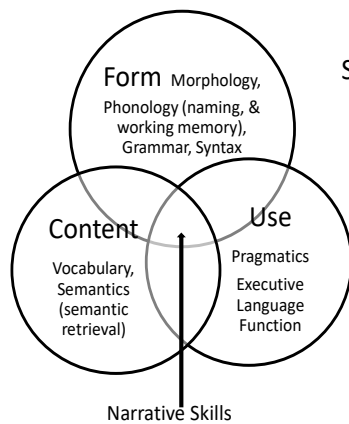 Form Morphology,
Phonology (naming, &
working memory),
Grammar, Syntax
S
Content
Vocabulary,
Semantics
(semantic
retrieval)
Use
Pragmatics
Executive
Language
Function
Narrative Skills